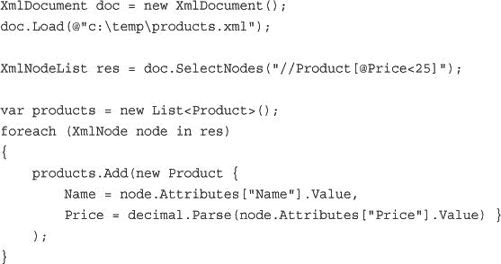 XmlDocument doc = new XmlDocument();
doc.Load(@"c:\temp\products.xml");
XmlNodeList res = doc.SelectNodes("//Product[@Price<25]");
var products = new List<Product>();
foreach (XmlNode node in res)
{
    products.Add(new Product {
        Name = node.Attributes["Name"].Value,
        Price = decimal.Parse(node.Attributes["Price"].Value) }
    );
}